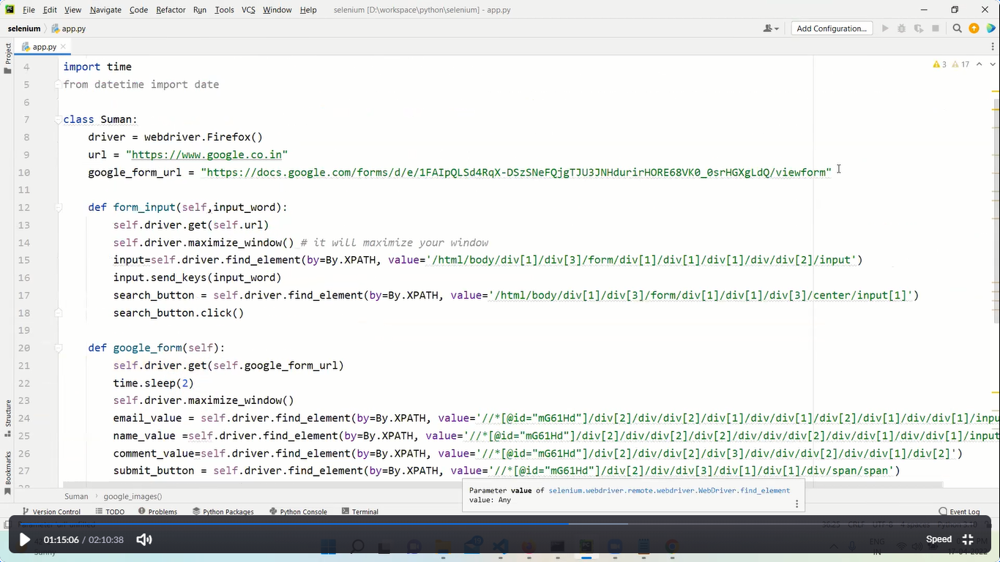 File Edit View Navigate Code Refactor Run Tools VCS Window Help selenium [D:\workspace\python\selenium] - app.py
selenium app.py Add Configuration...
Project
app.py
3 17
4 import time
5 from datetime import date
6
7 class Suman:
8 driver = webdriver.Firefox()
9 url = "https://www.google.co.in"
10 google_form_url = "https://docs.google.com/forms/d/e/1FAIpQLSd4RqX-DSzSNeFQjgTJU3JNHdurirHORE68VK0_0srHGXgLdQ/viewform"
11
12 def form_input(self,input_word):
13 self.driver.get(self.url)
14 self.driver.maximize_window() # it will maximize your window
15 input=self.driver.find_element(by=By.XPATH, value='/html/body/div[1]/div[3]/form/div[1]/div[1]/div[1]/div/div[2]/input')
16 input.send_keys(input_word)
17 search_button = self.driver.find_element(by=By.XPATH, value='/html/body/div[1]/div[3]/form/div[1]/div[1]/div[3]/center/input[1]')
18 search_button.click()
19
20 def google_form(self):
21 self.driver.get(self.google_form_url)
22 time.sleep(2)
23 self.driver.maximize_window()
24 email_value = self.driver.find_element(by=By.XPATH, value='//*[@id="mG61Hd"]/div[2]/div/div[2]/div[1]/div/div[1]/div[2]/div[1]/div/div[1]/inpu
25 name_value =self.driver.find_element(by=By.XPATH, value='//*[@id="mG61Hd"]/div[2]/div/div[2]/div[2]/div/div/div[2]/div/div[1]/div/div[1]/input
26 comment_value=self.driver.find_element(by=By.XPATH, value='//*[@id="mG61Hd"]/div[2]/div/div[2]/div[3]/div/div/div[2]/div/div[1]/div[2]')
27 submit_button = self.driver.find_element(by=By.XPATH, value='//*[@id="mG61Hd"]/div[2]/div/div[3]/div[1]/div[1]/div/span/span')
28
Structure
Bookmarks
Parameter value of selenium.webdriver.remote.webdriver.WebDriver.find_element
value: Any
Suman google_images()
Version Control TODO Problems Python Packages Python Console Terminal Event Log
36:25 CRLF UTF-8 4 spaces Python 3.10
01:15:06 / 02:10:38 Speed
Sunny
ENG
IN